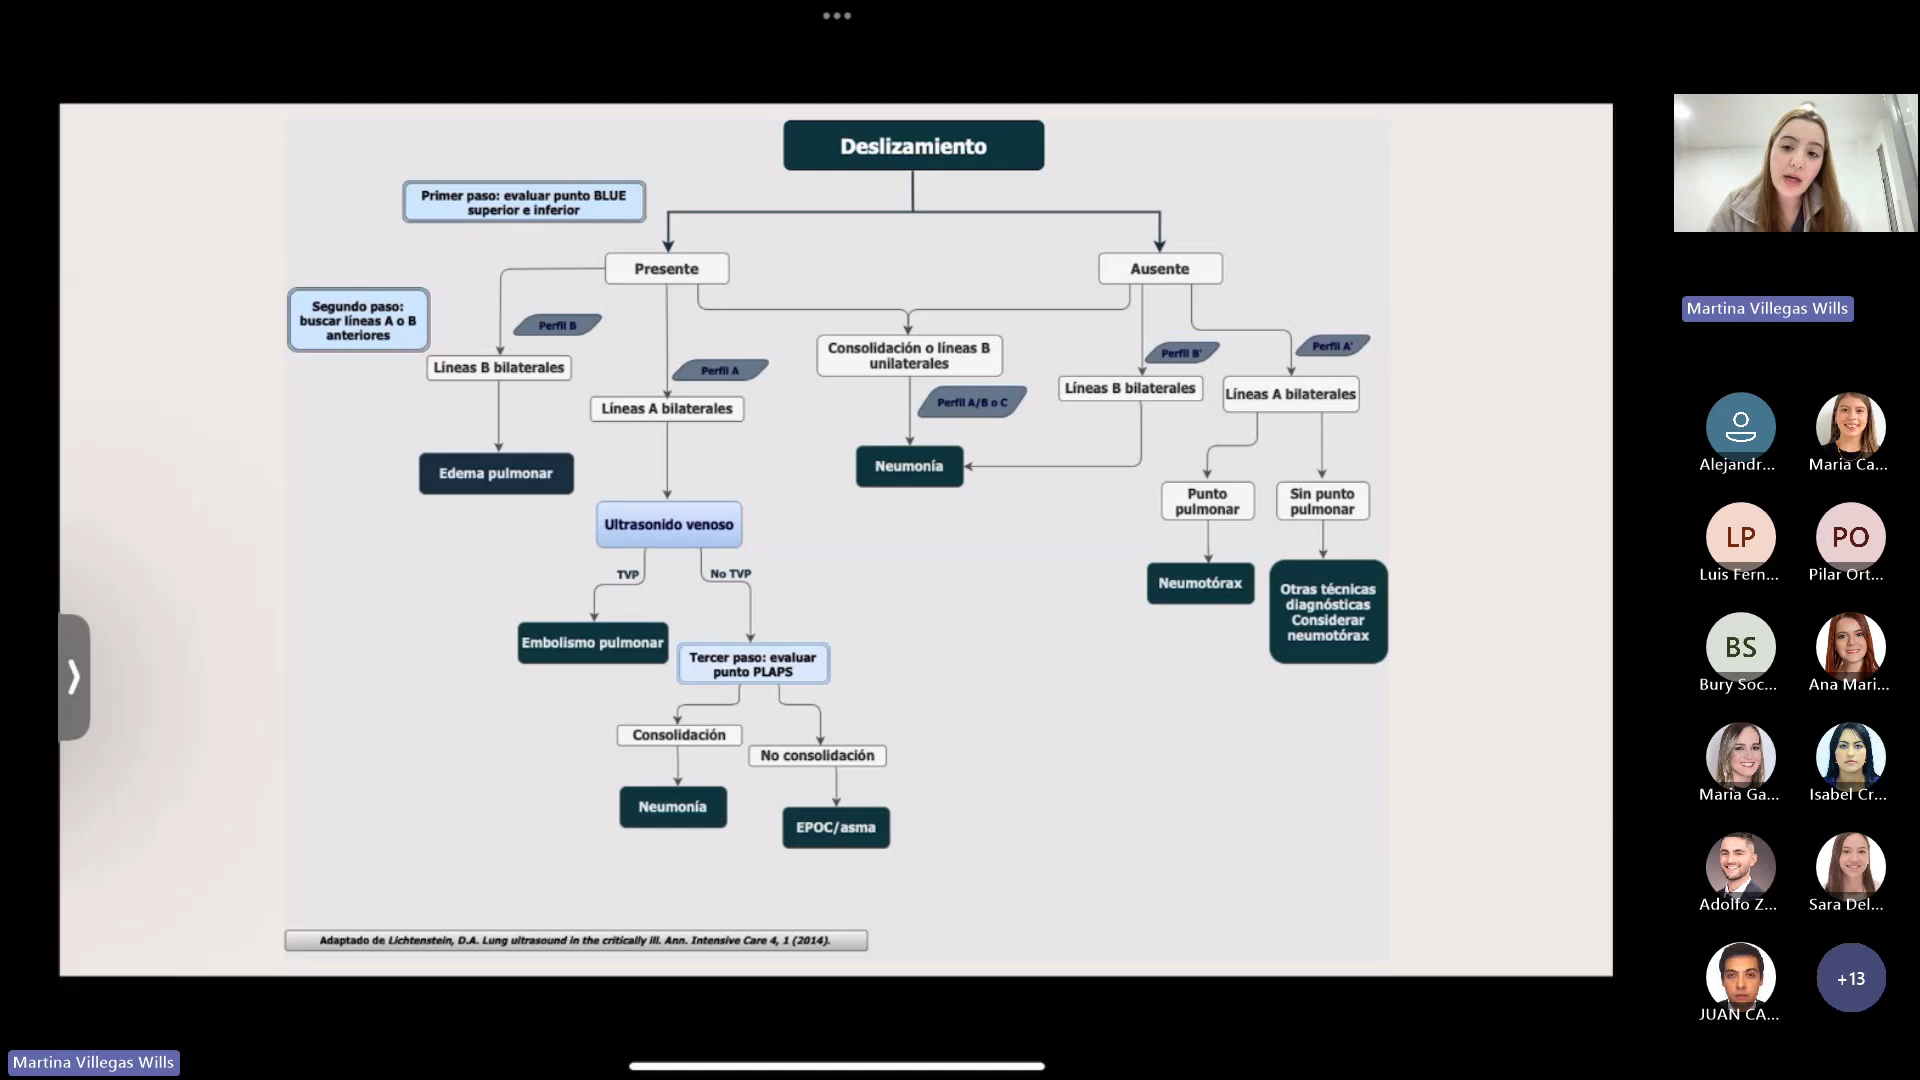 Deslizamiento
Primer paso: evaluar punto BLUE
superior e inferior
Presente
Ausente
Segundo paso:
buscar líneas A o B
anteriores
Perfil B
Perfil A
Consolidación o líneas B
unilaterales
Perfil B'
Perfil A'
Líneas B bilaterales
Líneas A bilaterales
Perfil A/B o C
Líneas B bilaterales
Líneas A bilaterales
Edema pulmonar
Neumonía
Punto
pulmonar
Sin punto
pulmonar
Ultrasonido venoso
TVP
No TVP
Neumotórax
Otras técnicas
diagnósticas
Considerar
neumotórax
Embolismo pulmonar
Tercer paso: evaluar
punto PLAPS
Consolidación
No consolidación
Neumonía
EPOC/asma
Adaptado de Lichtenstein, D.A. Lung ultrasound in the critically ill. Ann. Intensive Care 4, 1 (2014).
Martina Villegas Wills
Alejandr...
Maria Ca...
LP
Luis Fern...
PO
Pilar Ort...
BS
Bury Soc...
Ana Mari...
Maria Ga...
Isabel Cr...
Adolfo Z...
Sara Del...
JUAN CA...
+13
Martina Villegas Wills